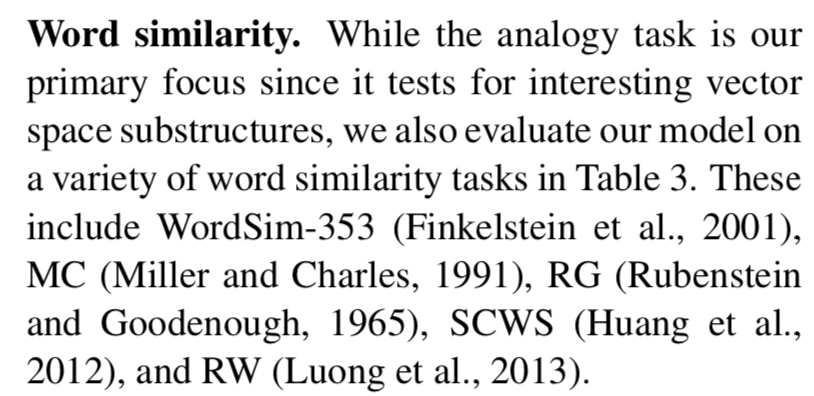 Word similarity. While the analogy task is our
primary focus since it tests for interesting vector
space substructures, we also evaluate our model on
a variety of word similarity tasks in Table 3. These
include WordSim-353 (Finkelstein et al., 2001),
MC (Miller and Charles, 1991), RG (Rubenstein
and Goodenough, 1965), SCWS (Huang et al.,
2012), and RW (Luong et al., 2013).